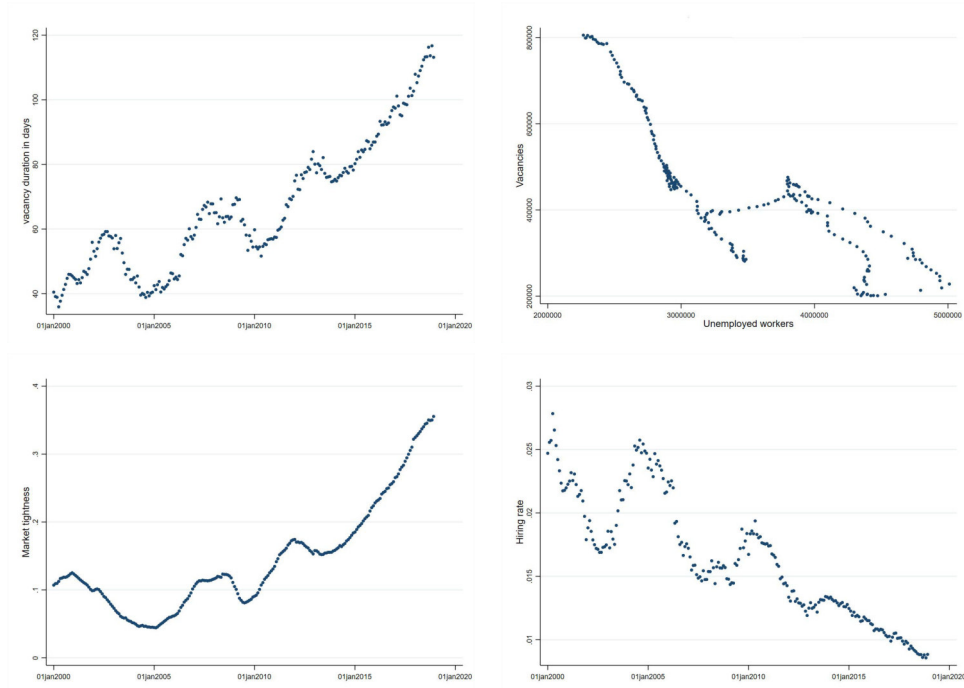 120
100
80
60
40
vacancy duration in days
01jan2000 01jan2005 01jan2010 01jan2015 01jan2020
800000
600000
400000
200000
Vacancies
2000000 3000000 4000000 5000000
Unemployed workers
.4
.3
.2
.1
0
Market tightness
01jan2000 01jan2005 01jan2010 01jan2015 01jan2020
.03
.025
.02
.015
.01
Hiring rate
01jan2000 01jan2005 01jan2010 01jan2015 01jan2020